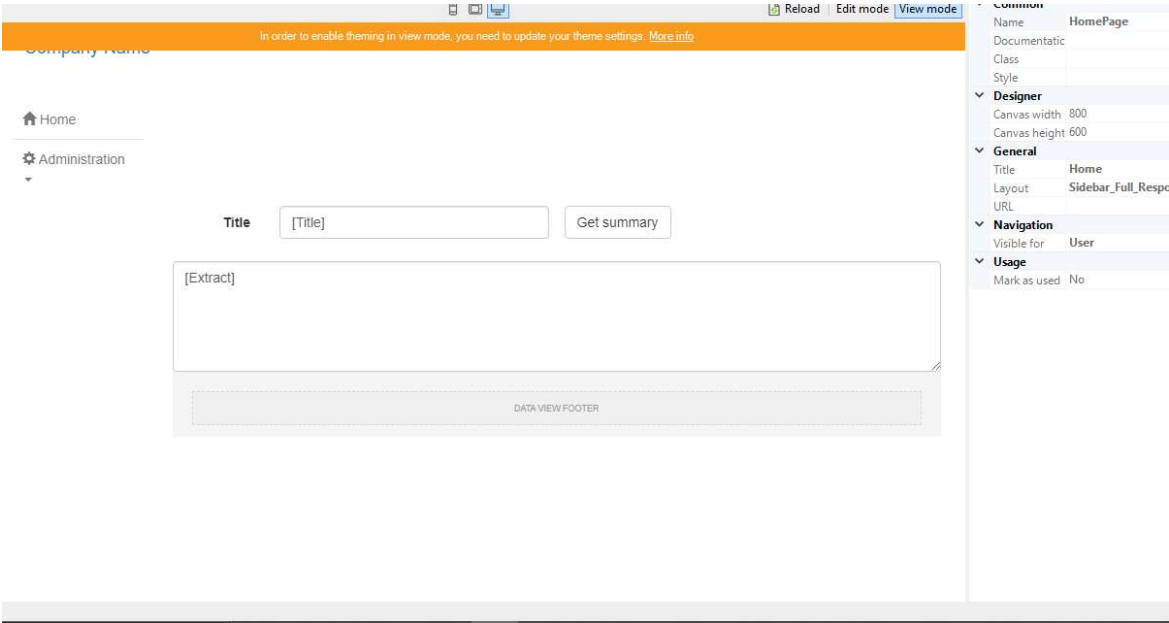 Reload Edit mode View mode
In order to enable theming in view mode, you need to update your theme settings. More info
Company Name
Home
Administration
Title [Title] Get summary
[Extract]
DATA VIEW FOOTER
Common
Name HomePage
Documentatic
Class
Style
Designer
Canvas width 800
Canvas height 600
General
Title Home
Layout Sidebar_Full_Respo
URL
Navigation
Visible for User
Usage
Mark as used No